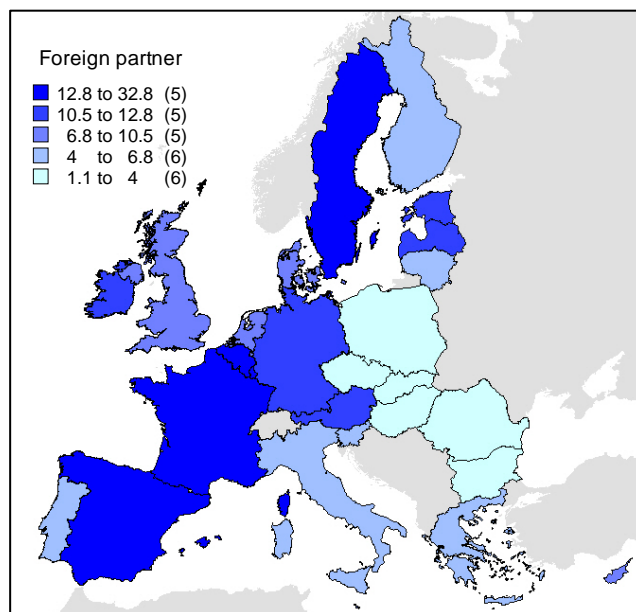 Foreign partner
12.8 to 32.8 (5)
10.5 to 12.8 (5)
6.8 to 10.5 (5)
4 to 6.8 (6)
1.1 to 4 (6)